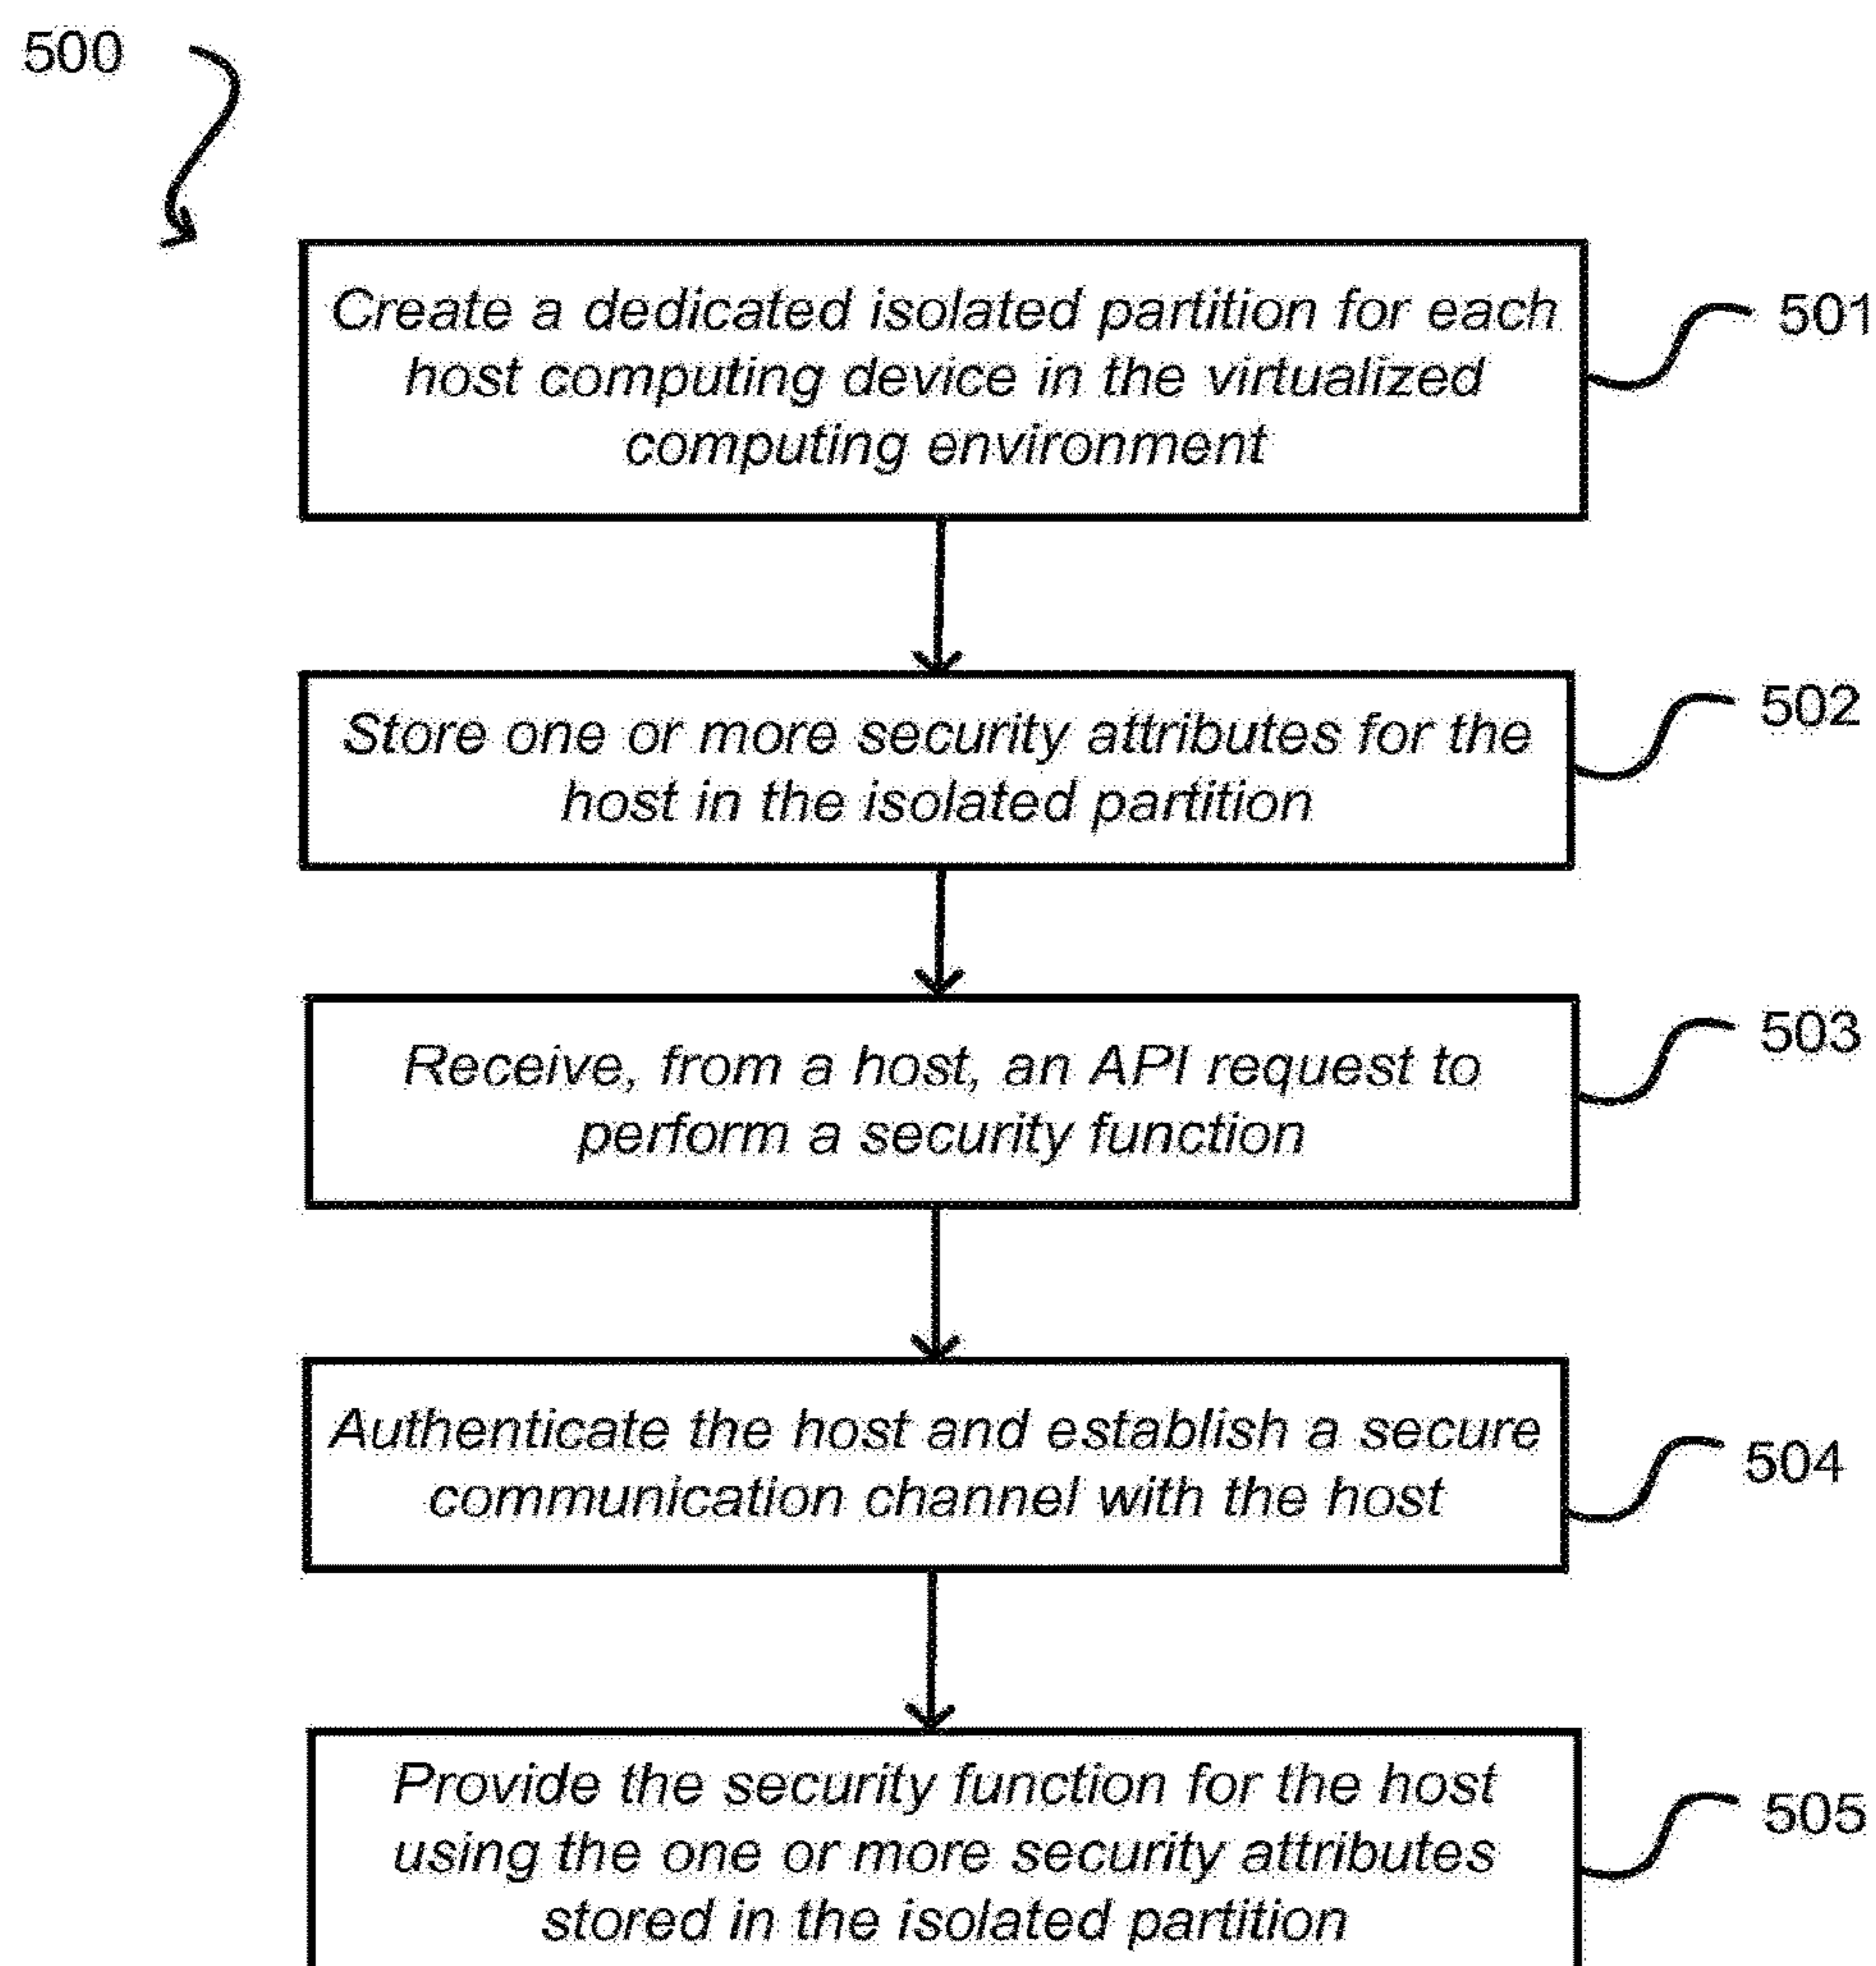 500
Create a dedicated isolated partition for each
host computing device in the virtualized
computing environment
501
Store one or more security attributes for the
host in the isolated partition
502
Receive, from a host, an API request to
perform a security function
503
Authenticate the host and establish a secure
communication channel with the host
504
Provide the security function for the host
using the one or more security attributes
stored in the isolated partition
505